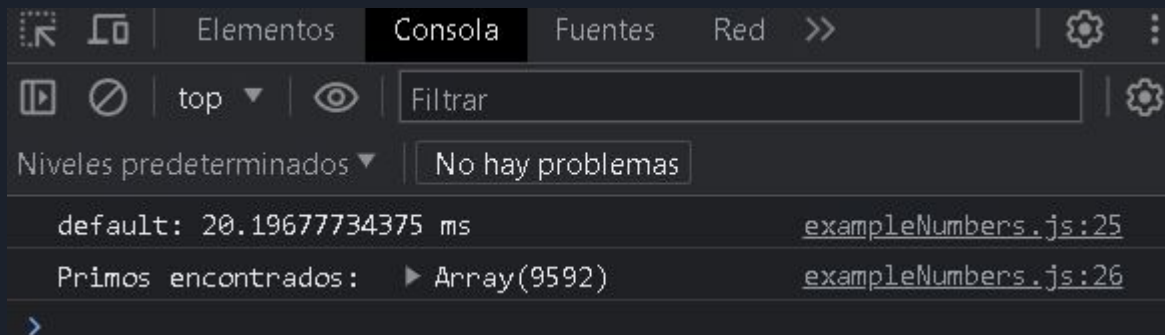 Elementos Consola Fuentes Red
top Filtrar
Niveles predeterminados No hay problemas
default: 20.19677734375 ms exampleNumbers.js:25
Primos encontrados: Array(9592) exampleNumbers.js:26